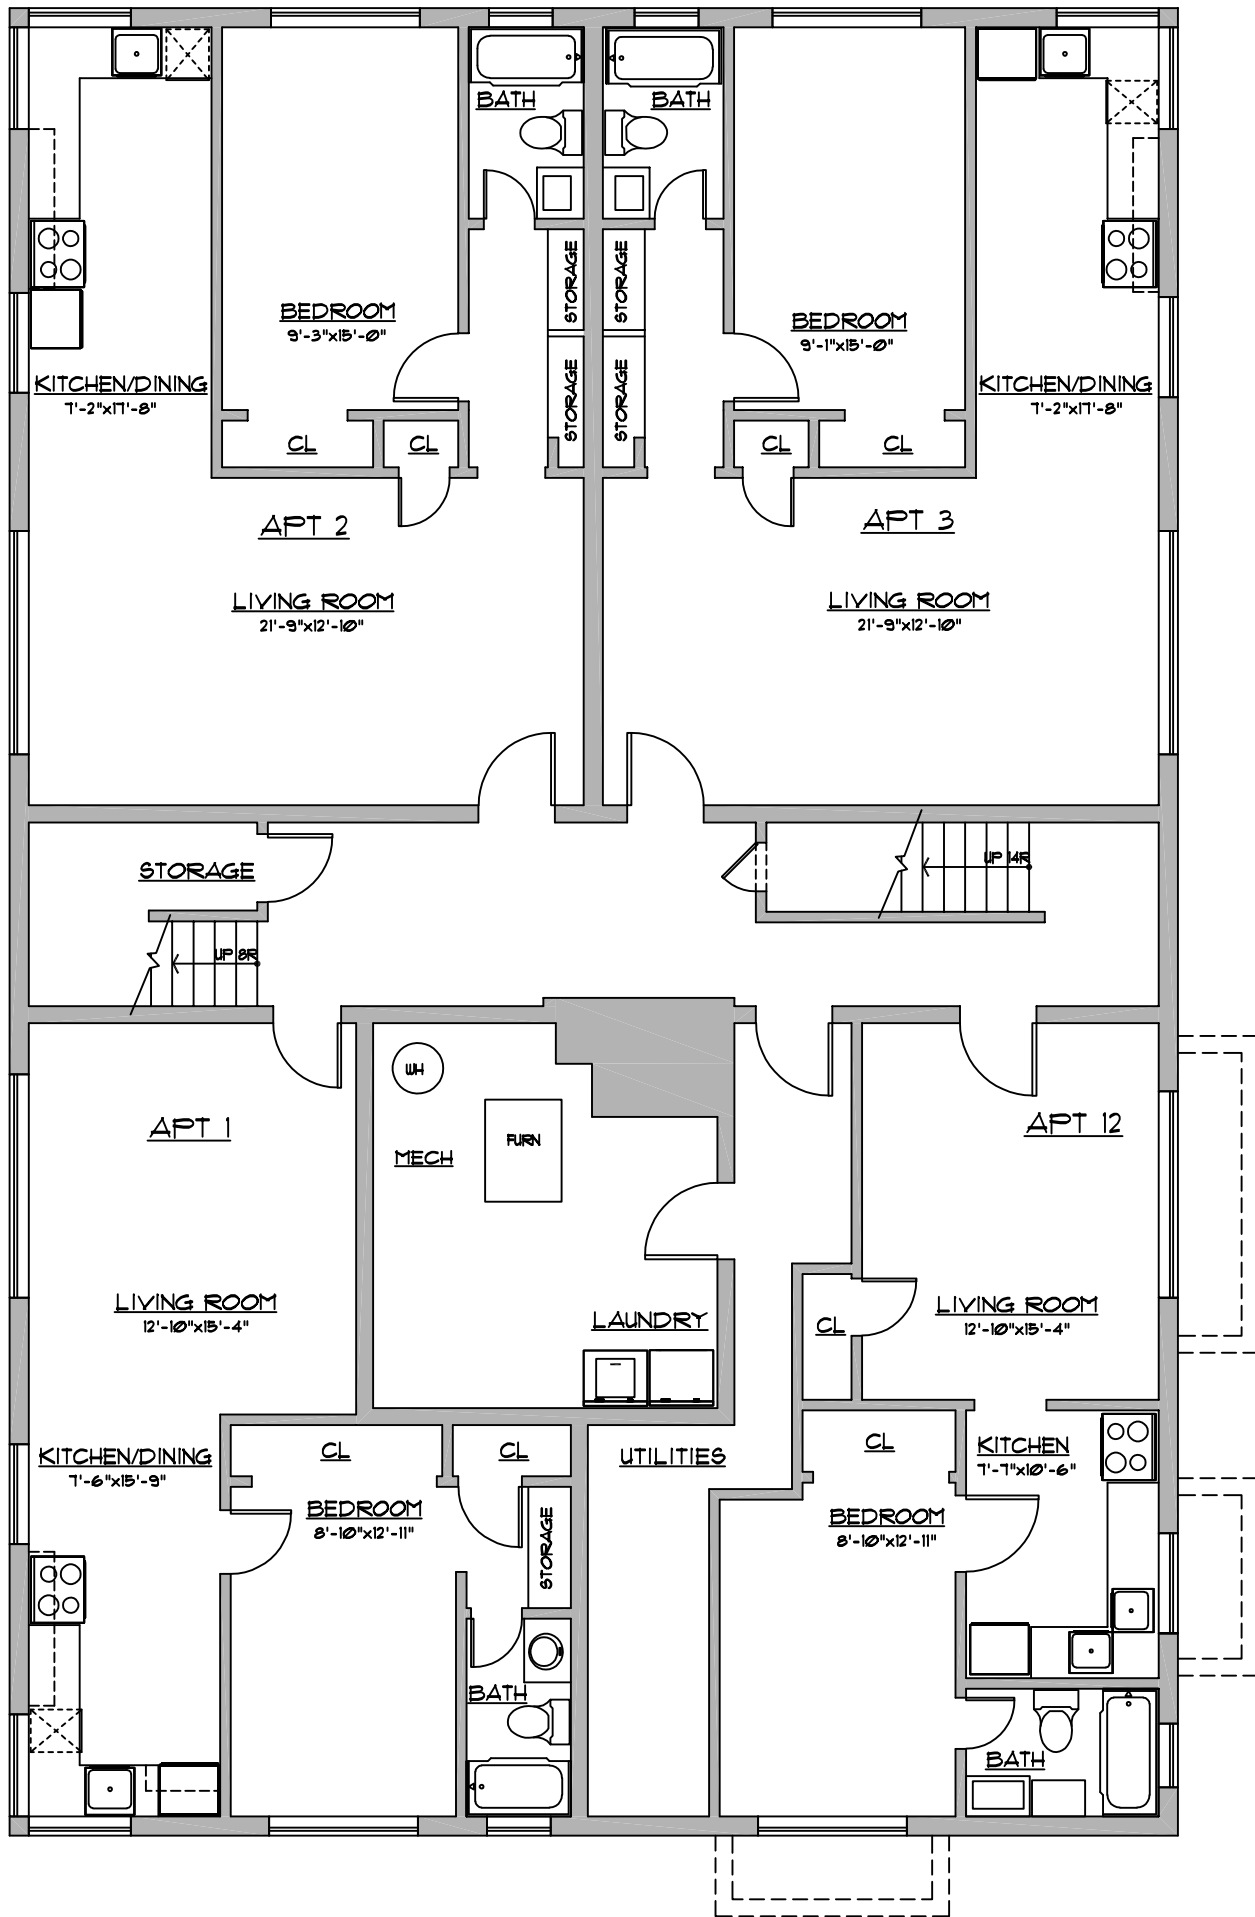 BATH
BATH
STORAGE
STORAGE
BEDROOM
9'-3"x15'-0"
BEDROOM
9'-1"x15'-0"
KITCHEN/DINING
7'-2"x17'-8"
STORAGE
STORAGE
KITCHEN/DINING
7'-2"x17'-8"
CL
CL
CL
CL
APT 2
APT 3
LIVING ROOM
21'-9"x12'-10"
LIVING ROOM
21'-9"x12'-10"
STORAGE
UP 14R
UP 8R
WH
APT 1
FURN
APT 12
MECH
LIVING ROOM
12'-10"x15'-4"
LAUNDRY
CL
LIVING ROOM
12'-10"x15'-4"
KITCHEN/DINING
7'-6"x15'-9"
CL
CL
UTILITIES
CL
KITCHEN
7'-7"x10'-6"
BEDROOM
8'-10"x12'-11"
STORAGE
BEDROOM
8'-10"x12'-11"
BATH
BATH